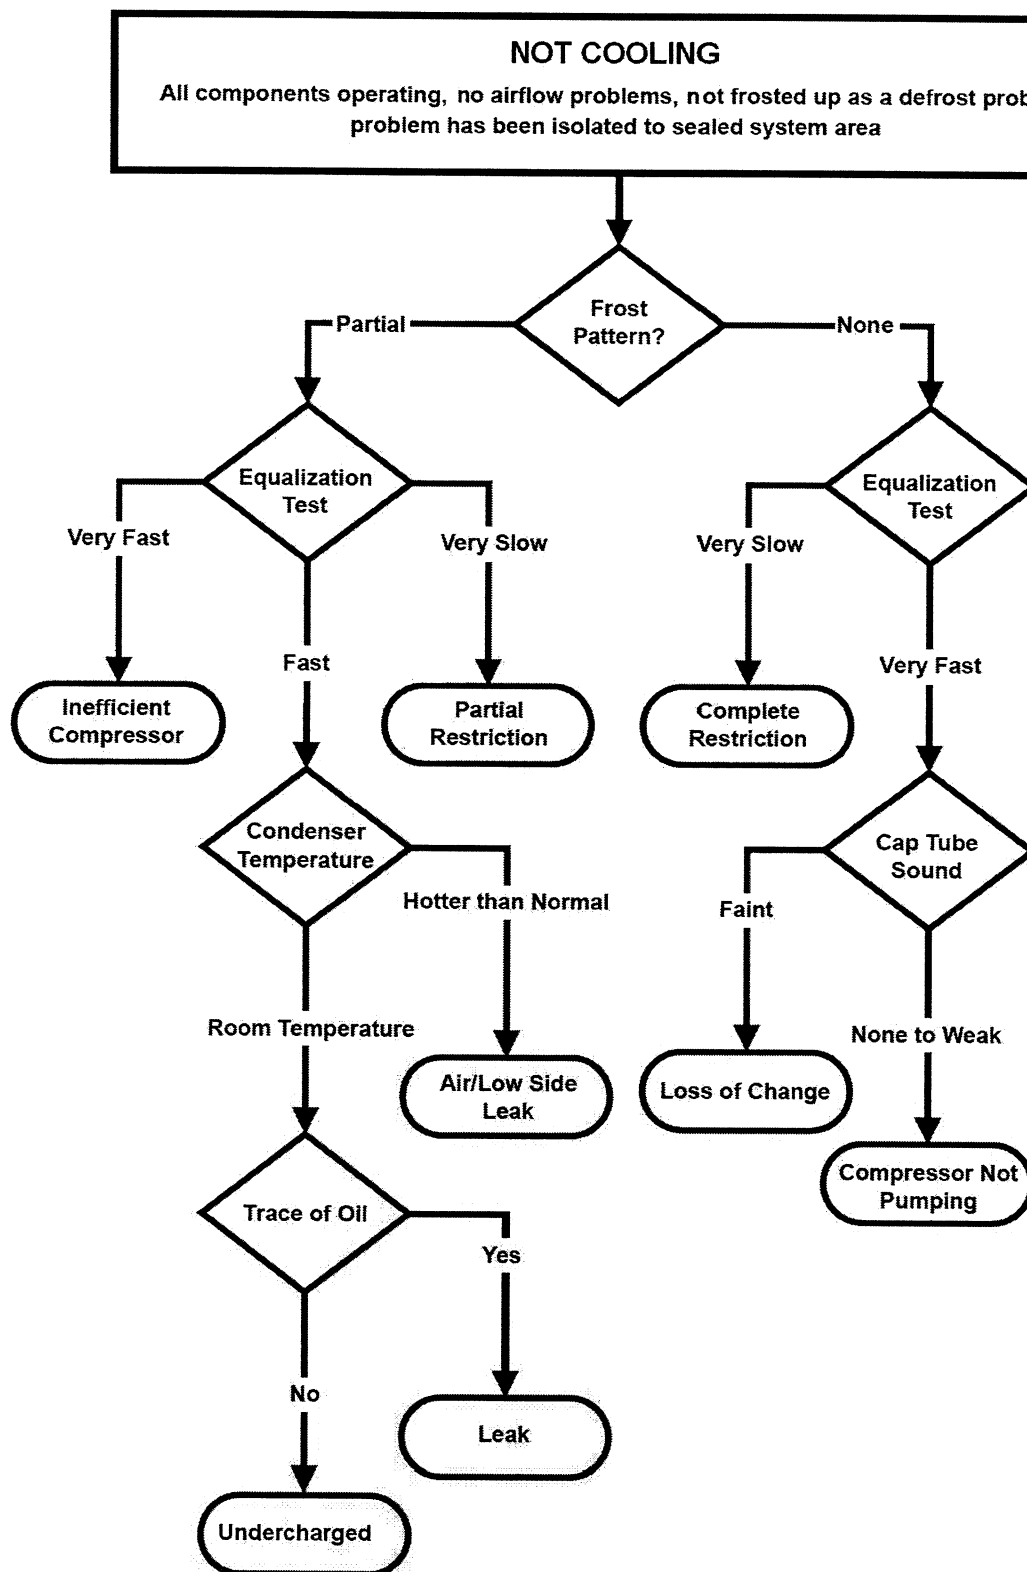 NOT COOLING
All components operating, no airflow problems, not frosted up as a defrost prob
problem has been isolated to sealed system area
Frost
Pattern?
Partial
None
Equalization
Test
Equalization
Test
Very Fast
Very Slow
Very Slow
Fast
Very Fast
Inefficient
Compressor
Partial
Restriction
Complete
Restriction
Condenser
Temperature
Cap Tube
Sound
Hotter than Normal
Faint
Room Temperature
None to Weak
Air/Low Side
Leak
Loss of Change
Compressor Not
Pumping
Trace of Oil
Yes
No
Leak
Undercharged